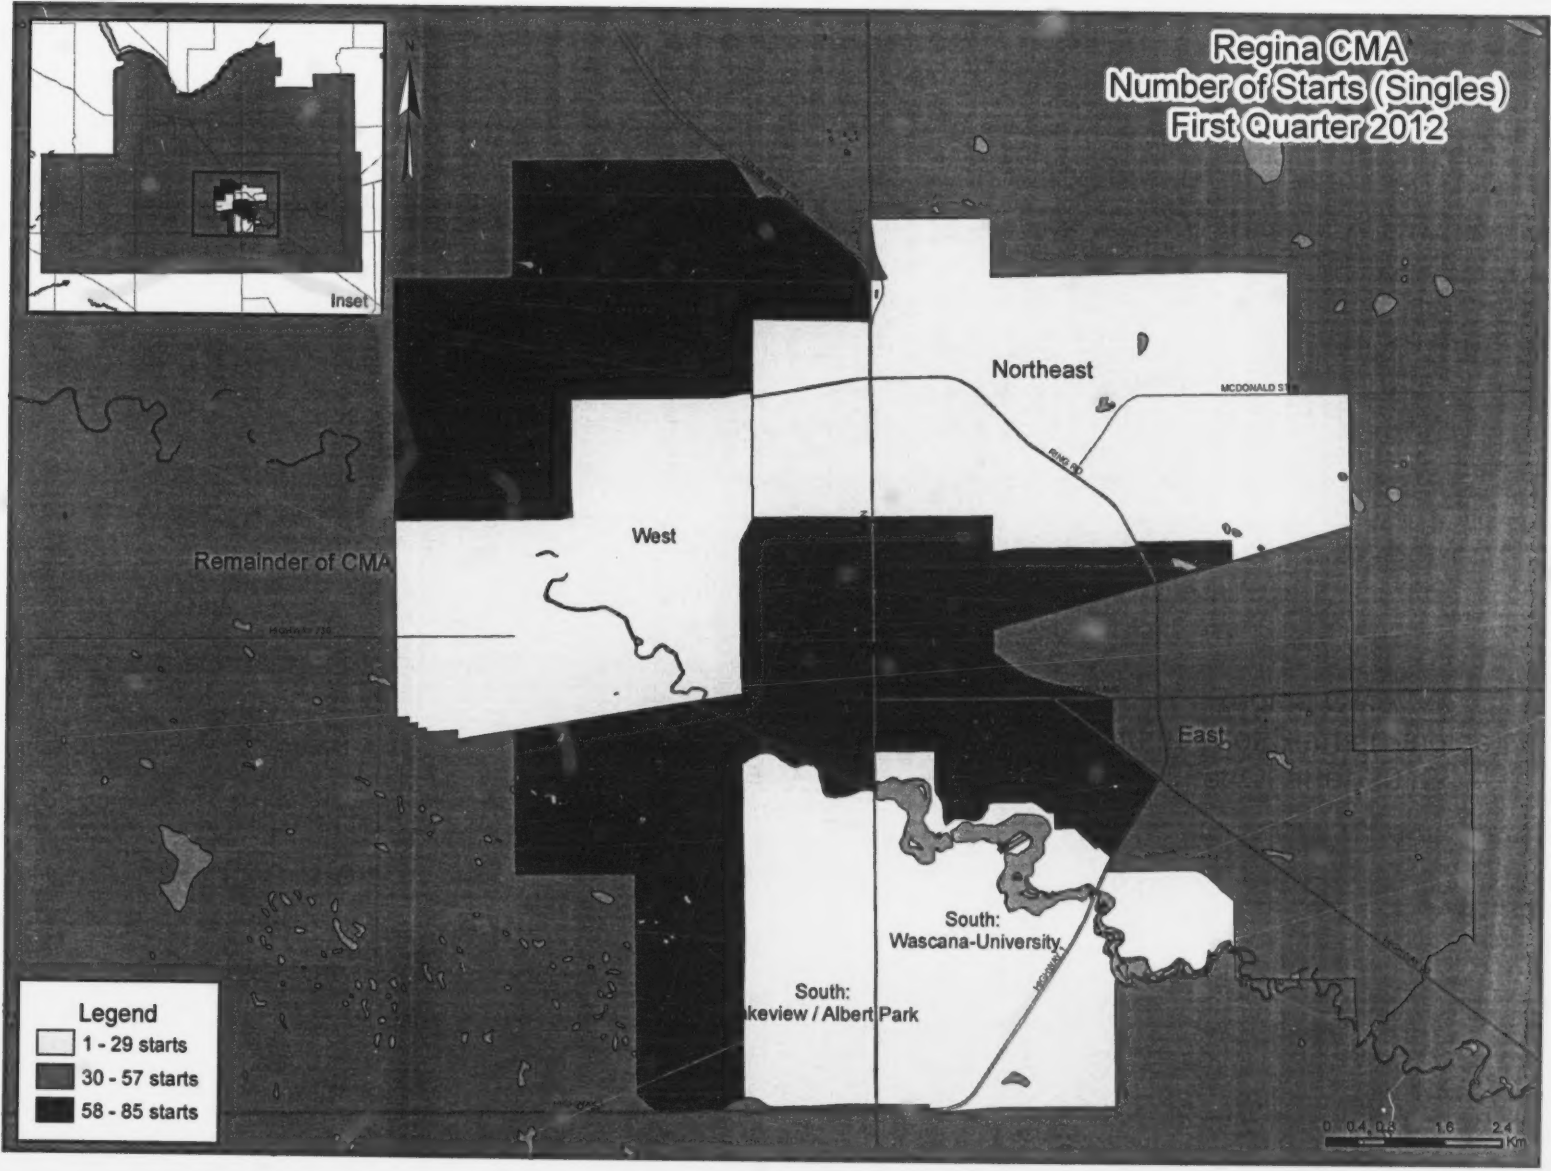 Regina CMA
Number of Starts (Singles)
First Quarter 2012
N
Inset
Northeast
MCDONALD ST
RING RD
West
Remainder of CMA
East
South:
Wascana-University
HIGHWAY
South:
akeview / Albert Park
Legend
1 - 29 starts
30 - 57 starts
58 - 85 starts
0 0.4 0.8 1.6 2.4
Km